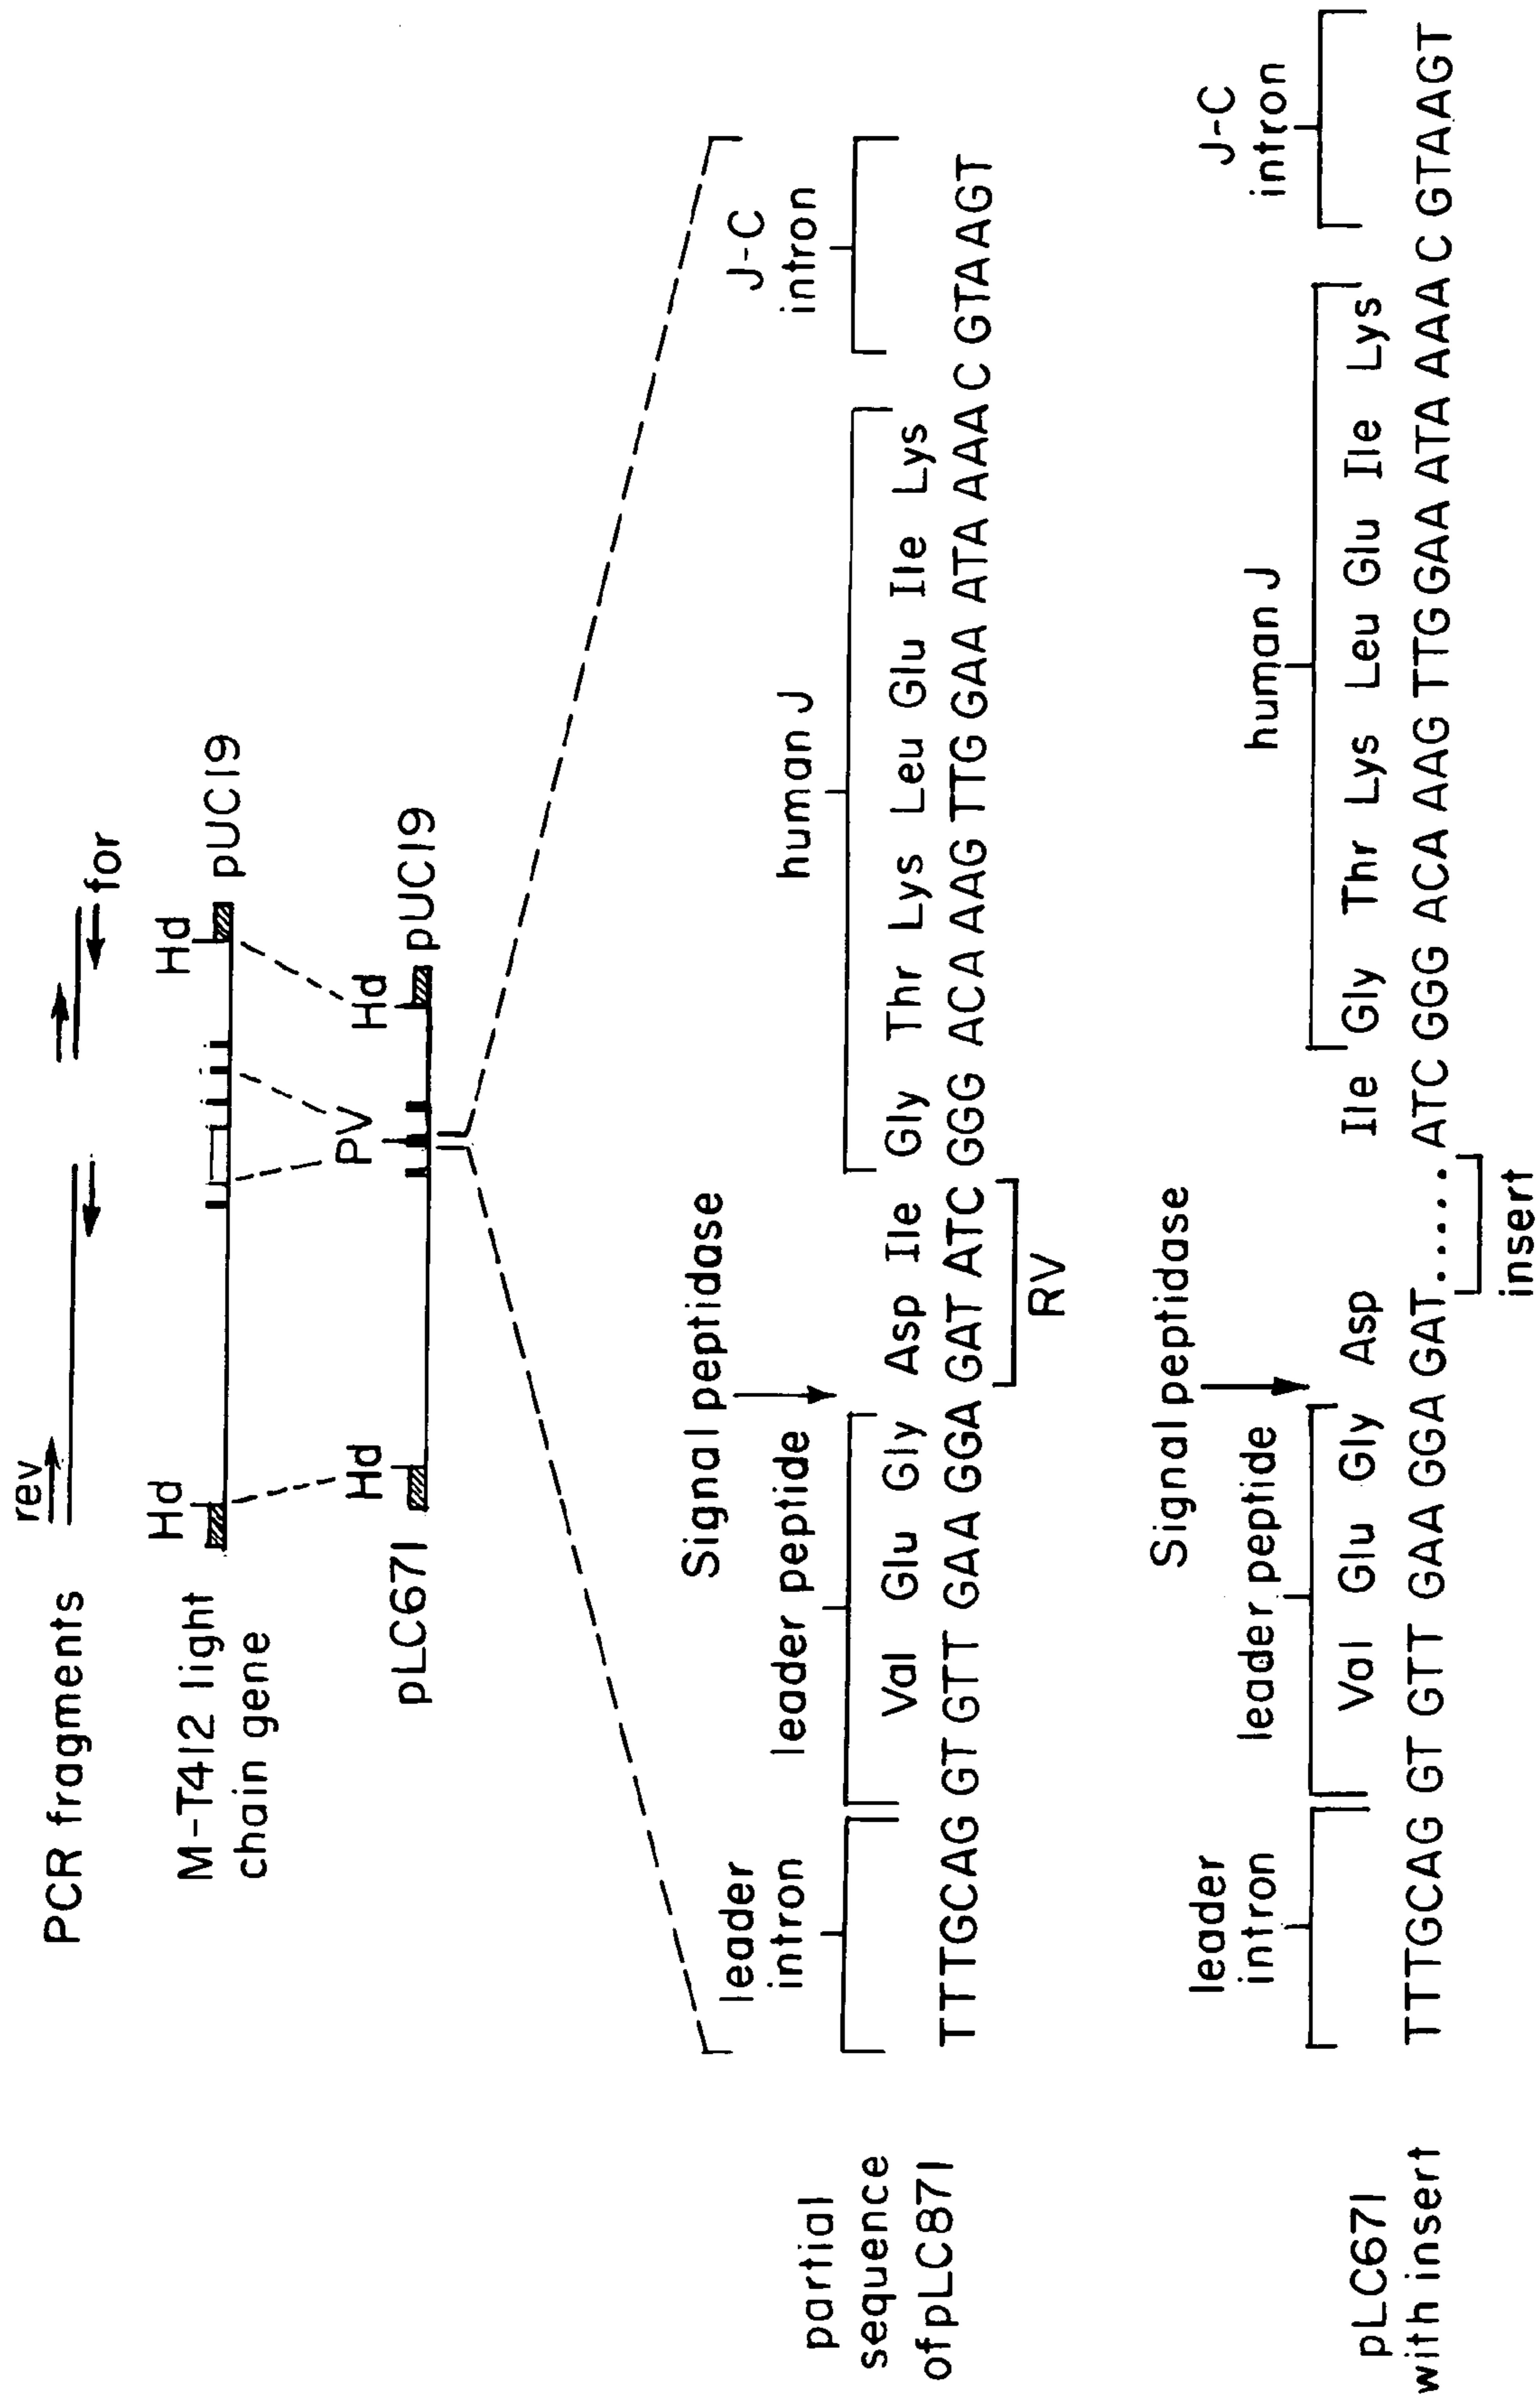 rev
for
PCR fragments
Hd
Hd
pUC19
M-T412 light
chain gene
Hd
PV
Hd
pUC19
pLC671
Signal peptidase
leader
intron
leader peptide
human J
J-C
intron
Val Glu Gly Asp Ile Gly Thr Lys Leu Glu Ile Lys
partial
sequence
ofpLC871
TTTGCAG GT GTT GAA GGA GAT ATC GGG ACA AAG TTG GAA ATA AAA C GTAAGT
RV
Signal peptidase
leader
intron
leader peptide
human J
J-C
intron
Val Glu Gly Asp Ile Gly Thr Lys Leu Glu Ile Lys
pLC671
with insert
TTTGCAG GT GTT GAA GGA GAT..... ATC GGG ACA AAG TTG GAA ATA AAA C GTAAGT
insert